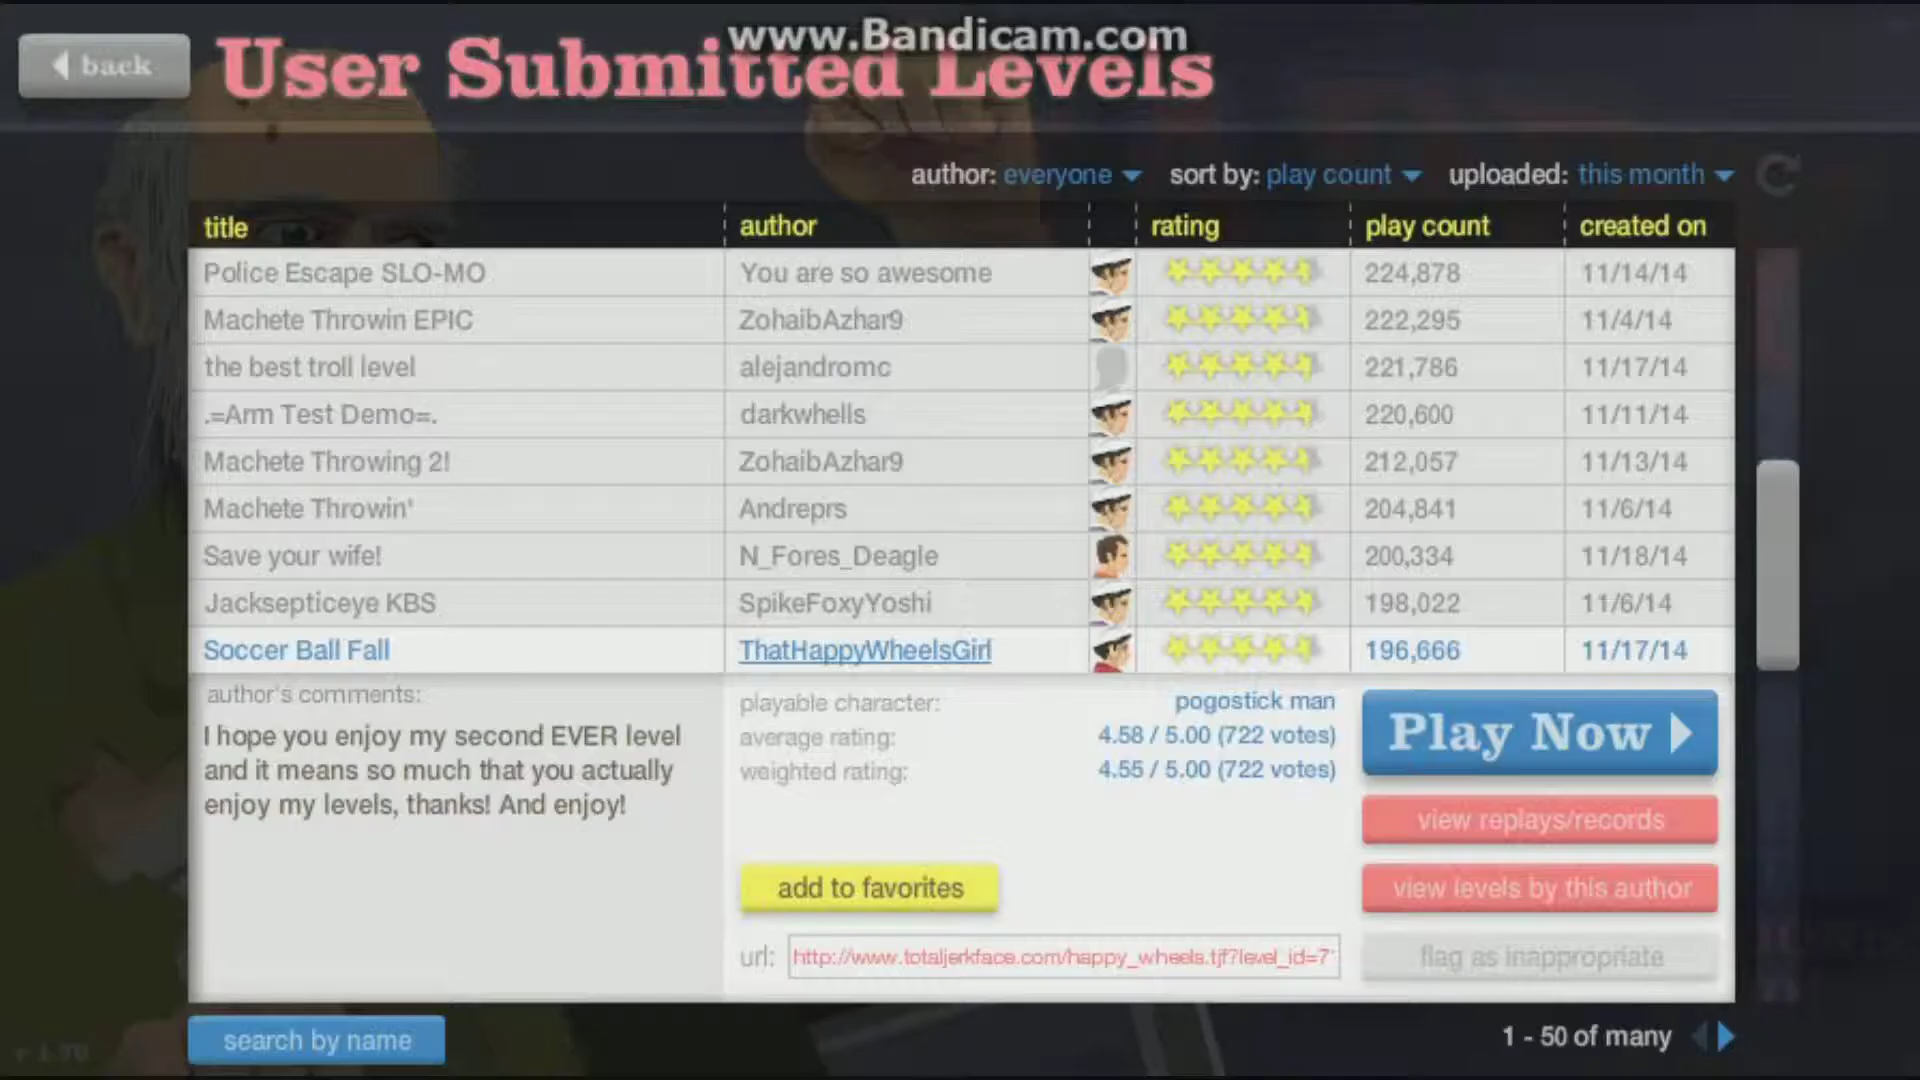 www.Bandicam.com
back
User Submitted Levels
author: everyone sort by: play count uploaded: this month
title author rating play count created on
Police Escape SLO-MO You are so awesome 224,878 11/14/14
Machete Throwin EPIC ZohaibAzhar9 222,295 11/4/14
the best troll level alejandromc 221,786 11/17/14
.=Arm Test Demo=. darkwhells 220,600 11/11/14
Machete Throwing 2! ZohaibAzhar9 212,057 11/13/14
Machete Throwin' Andreprs 204,841 11/6/14
Save your wife! N_Fores_Deagle 200,334 11/18/14
Jacksepticeye KBS SpikeFoxyYoshi 198,022 11/6/14
Soccer Ball Fall ThatHappyWheelsGirl 196,666 11/17/14
author's comments:
I hope you enjoy my second EVER level
and it means so much that you actually
enjoy my levels, thanks! And enjoy!
playable character: pogostick man
average rating: 4.58 / 5.00 (722 votes)
weighted rating: 4.55 / 5.00 (722 votes)
add to favorites
url: http://www.totaljerkface.com/happy_wheels.tjf?level_id=7
Play Now
view replays/records
view levels by this author
flag as inappropriate
search by name
1 - 50 of many
v 1.70